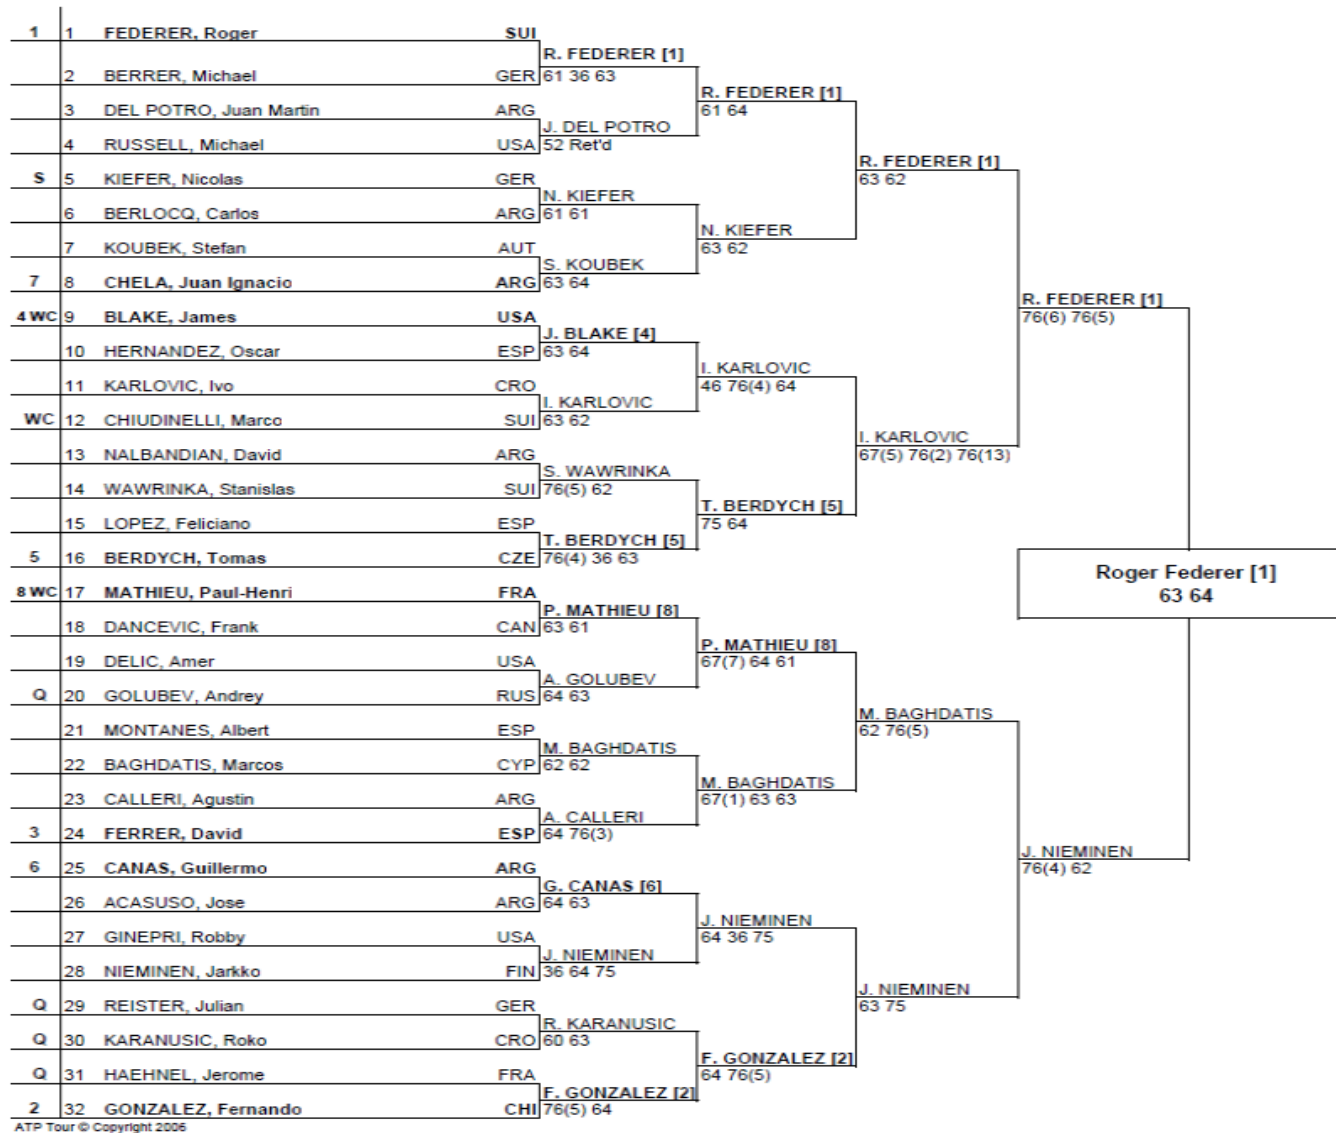 1 1 FEDERER, Roger SUI
R. FEDERER [1]
2 BERRER, Michael GER 61 36 63
R. FEDERER [1]
3 DEL POTRO, Juan Martin ARG 61 64
J. DEL POTRO
4 RUSSELL, Michael USA 52 Ret'd
R. FEDERER [1]
S 5 KIEFER, Nicolas GER 63 62
N. KIEFER
6 BERLOCQ, Carlos ARG 61 61
N. KIEFER
7 KOUBEK, Stefan AUT 63 62
S. KOUBEK
7 8 CHELA, Juan Ignacio ARG 63 64
R. FEDERER [1]
4 WC 9 BLAKE, James USA 76(6) 76(5)
J. BLAKE [4]
10 HERNANDEZ, Oscar ESP 63 64
I. KARLOVIC
11 KARLOVIC, Ivo CRO 46 76(4) 64
I. KARLOVIC
WC 12 CHIUDINELLI, Marco SUI 63 62
I. KARLOVIC
13 NALBANDIAN, David ARG 67(5) 76(2) 76(13)
S. WAWRINKA
14 WAWRINKA, Stanislas SUI 76(5) 62
T. BERDYCH [5]
15 LOPEZ, Feliciano ESP 75 64
T. BERDYCH [5]
5 16 BERDYCH, Tomas CZE 76(4) 36 63
Roger Federer [1]
8 WC 17 MATHIEU, Paul-Henri FRA 63 64
P. MATHIEU [8]
18 DANCEVIC, Frank CAN 63 61
P. MATHIEU [8]
19 DELIC, Amer USA 67(7) 64 61
A. GOLUBEV
Q 20 GOLUBEV, Andrey RUS 64 63
M. BAGHDATIS
21 MONTANES, Albert ESP 62 76(5)
M. BAGHDATIS
22 BAGHDATIS, Marcos CYP 62 62
M. BAGHDATIS
23 CALLERI, Agustin ARG 67(1) 63 63
A. CALLERI
3 24 FERRER, David ESP 64 76(3)
J. NIEMINEN
6 25 CANAS, Guillermo ARG 76(4) 62
G. CANAS [6]
26 ACASUSO, Jose ARG 64 63
J. NIEMINEN
27 GINEPRI, Robby USA 64 36 75
J. NIEMINEN
28 NIEMINEN, Jarkko FIN 36 64 75
J. NIEMINEN
Q 29 REISTER, Julian GER 63 75
R. KARANUSIC
Q 30 KARANUSIC, Roko CRO 60 63
F. GONZALEZ [2]
Q 31 HAEHNEL, Jerome FRA 64 76(5)
F. GONZALEZ [2]
2 32 GONZALEZ, Fernando CHI 76(5) 64
ATP Tour © Copyright 2006